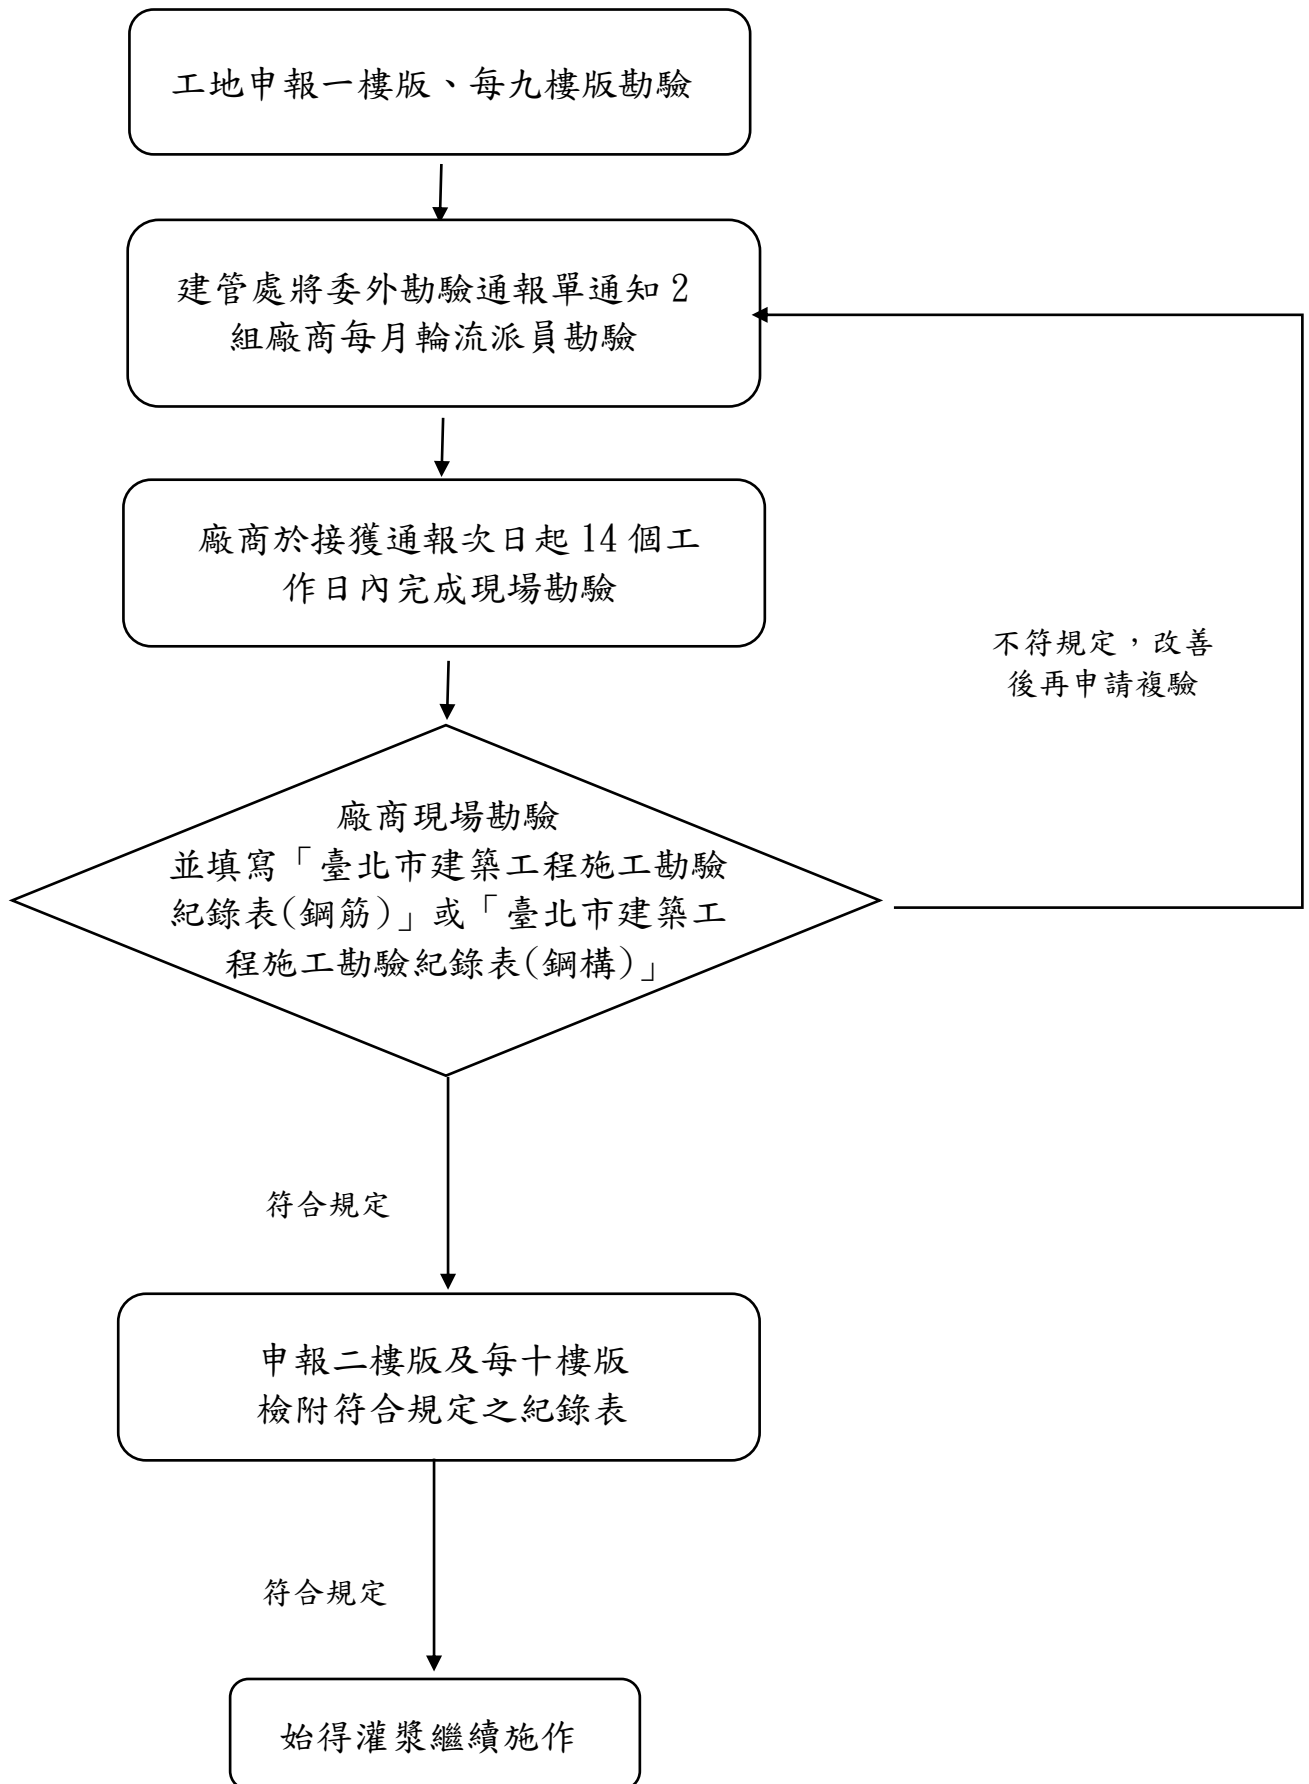 工地申報一樓版、每九樓版勘驗
建管處將委外勘驗通報單通知2
組廠商每月輪流派員勘驗
廠商於接獲通報次日起14個工
作日內完成現場勘驗
不符規定，改善
後再申請複驗
廠商現場勘驗
並填寫「臺北市建築工程施工勘驗
紀錄表(鋼筋)」或「臺北市建築工
程施工勘驗紀錄表(鋼構)」
符合規定
申報二樓版及每十樓版
檢附符合規定之紀錄表
符合規定
始得灌漿繼續施作